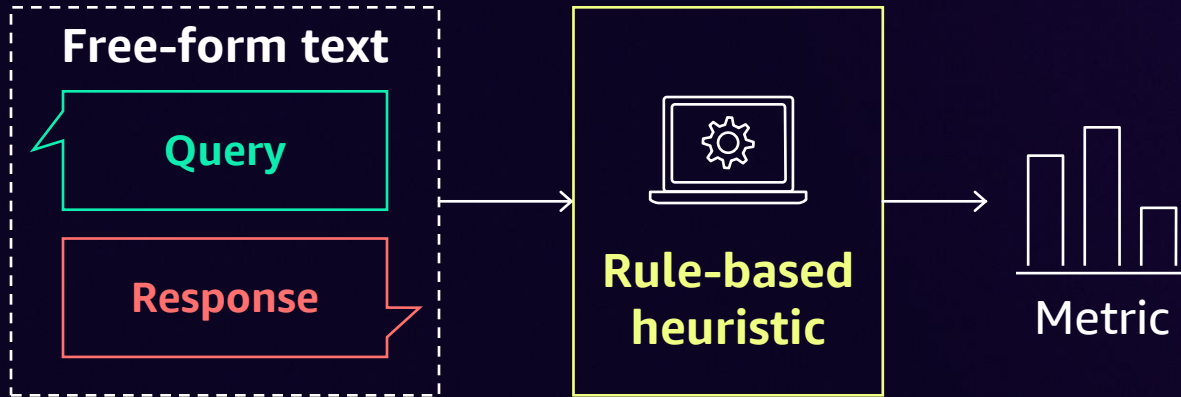 Free-form text
Query
Response
Rule-based
heuristic
Metric